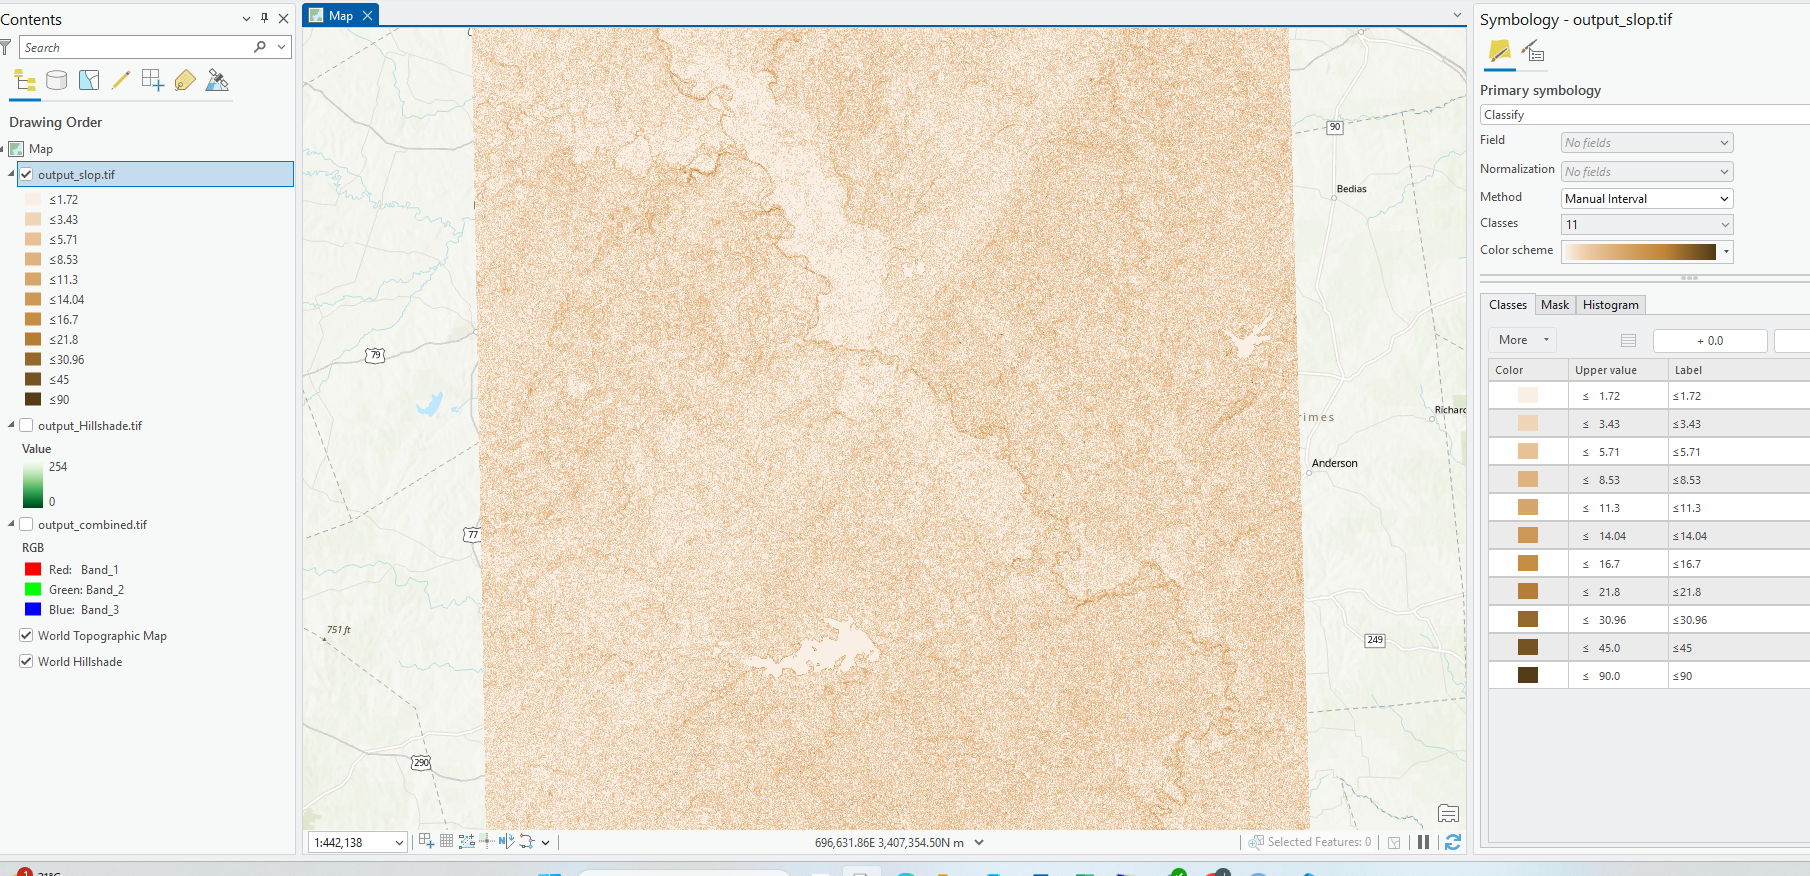 Contents
Search
Drawing Order
Map
output_slop.tif
≤1.72
≤3.43
≤5.71
≤8.53
≤11.3
≤14.04
≤16.7
≤21.8
≤30.96
≤45
≤90
output_Hillshade.tif
Value
254
0
output_combined.tif
RGB
Red: Band_1
Green: Band_2
Blue: Band_3
World Topographic Map
World Hillshade
Map
90
Bedias
79
Richard
rimes
Anderson
77
751 ft
249
290
1:442,138
696,631.86E 3,407,354.50N m
Selected Features: 0
Symbology - output_slop.tif
Primary symbology
Classify
Field No fields
Normalization No fields
Method Manual Interval
Classes 11
Color scheme
Classes Mask Histogram
More + 0.0
Color Upper value Label
≤ 1.72 ≤1.72
≤ 3.43 ≤3.43
≤ 5.71 ≤5.71
≤ 8.53 ≤8.53
≤ 11.3 ≤11.3
≤ 14.04 ≤14.04
≤ 16.7 ≤16.7
≤ 21.8 ≤21.8
≤ 30.96 ≤30.96
≤ 45.0 ≤45
≤ 90.0 ≤90
1